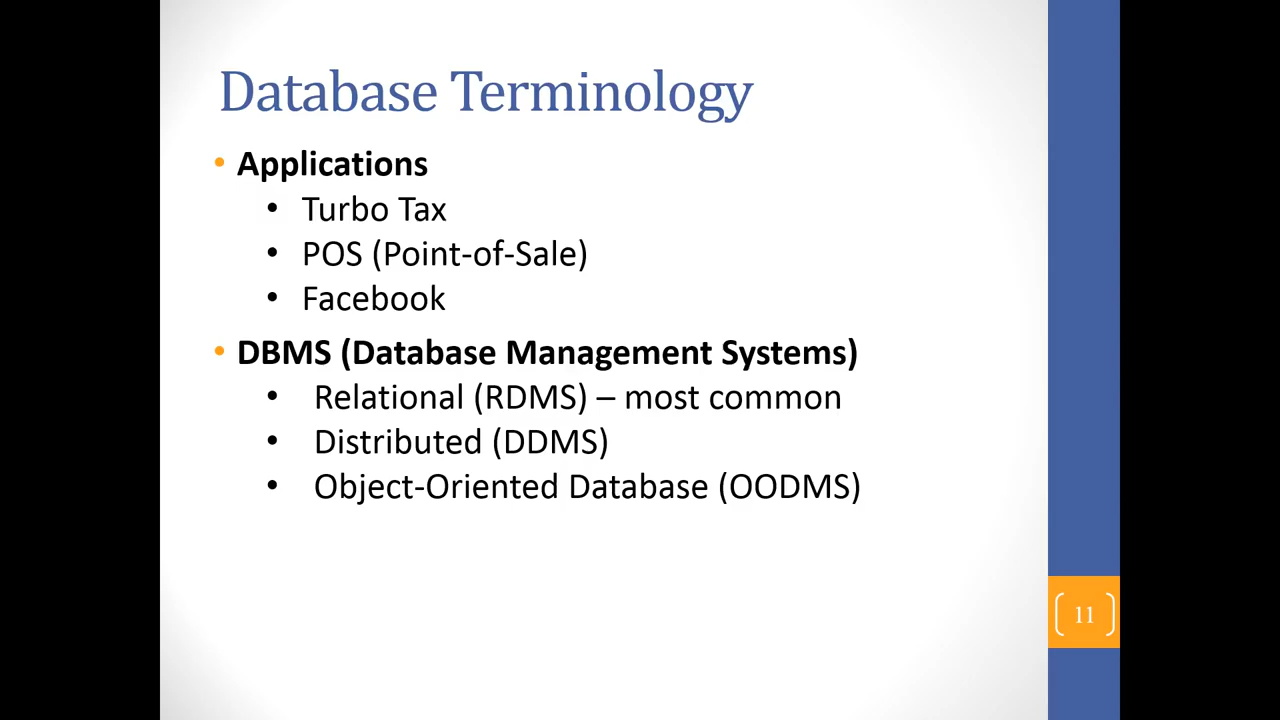 Database Terminology
• Applications
• Turbo Tax
• POS (Point-of-Sale)
• Facebook
• DBMS (Database Management Systems)
• Relational (RDMS) – most common
• Distributed (DDMS)
• Object-Oriented Database (OODMS)
11